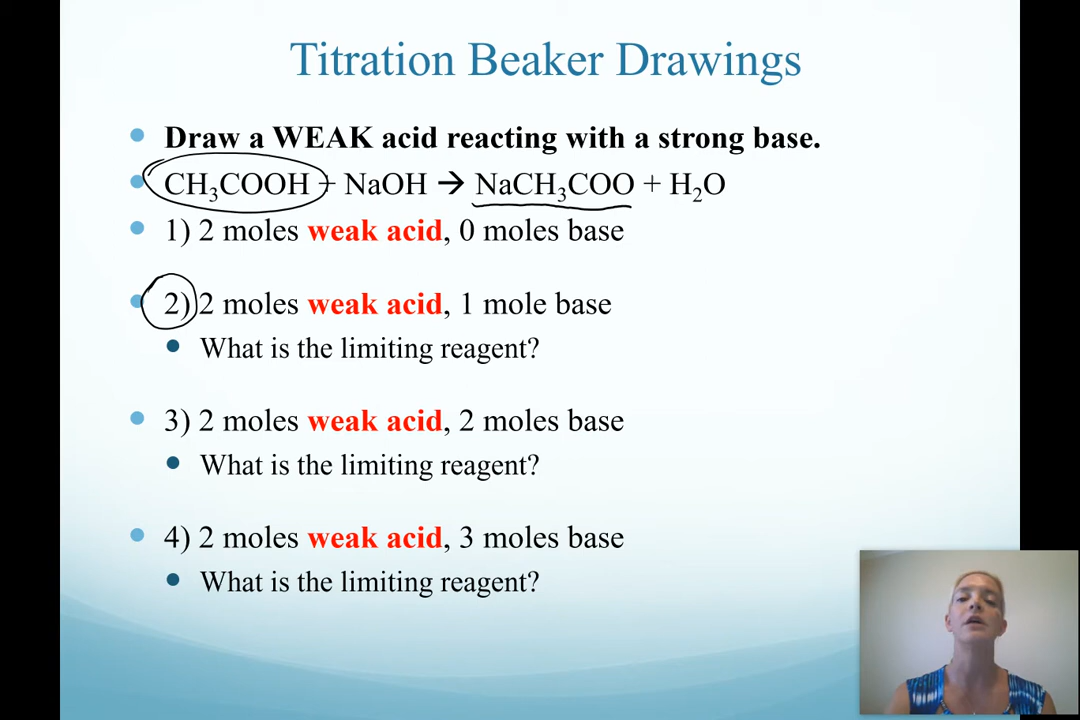 Titration Beaker Drawings
Draw a WEAK acid reacting with a strong base.
CH₃COOH + NaOH → NaCH₃COO + H₂O
1) 2 moles weak acid, 0 moles base
2) 2 moles weak acid, 1 mole base
What is the limiting reagent?
3) 2 moles weak acid, 2 moles base
What is the limiting reagent?
4) 2 moles weak acid, 3 moles base
What is the limiting reagent?